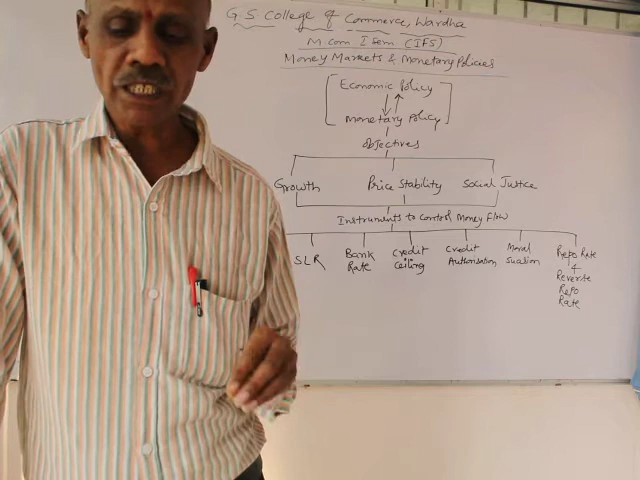 G.S College of Commerce, Wardha
M.com I Sem (IFS)
Money Markets & Monetary Policies
Economic Policy
Monetary Policy
Objectives
Growth Price Stability Social Justice
Instruments to Control Money Flow
SLR Bank Rate Credit Ceiling Credit Authorisation Moral Suasion Repo Rate & Reverse Repo Rate